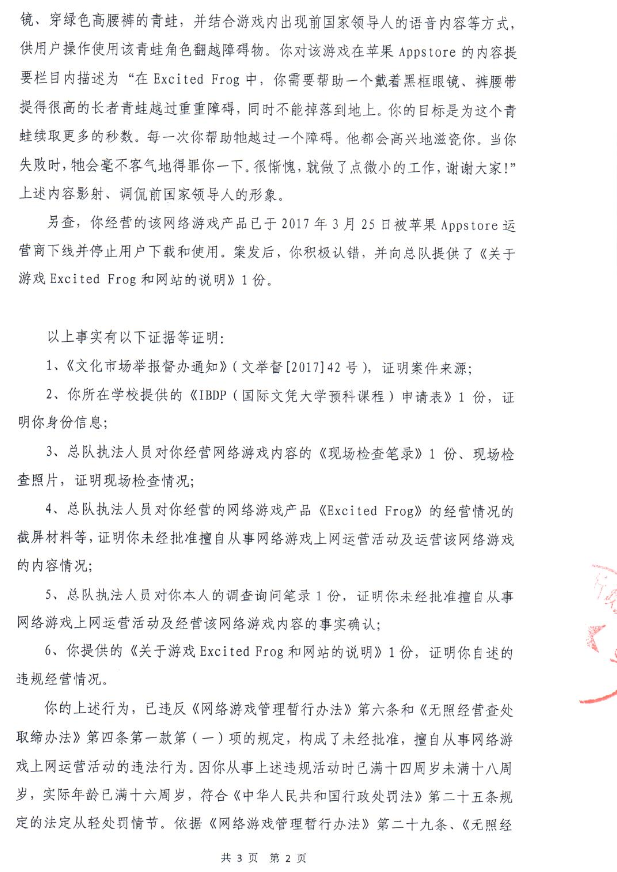 镜、穿绿色高腰裤的青蛙，并结合游戏内出现前国家领导人的语音内容等方式，
供用户操作使用该青蛙角色翻越障碍物。你对该游戏在苹果 Appstore 的内容提
要栏目内描述为“在 Excited Frog 中，你需要帮助一个戴着黑框眼镜、裤腰带
提得很高的长者青蛙越过重重障碍，同时不能掉落到地上。你的目标是为这个青
蛙续取更多的秒数。每一次你帮助牠越过一个障碍。他都会高兴地滋瓷你。当你
失败时，牠会毫不客气地得罪你一下。很惭愧，就做了点微小的工作，谢谢大家！”
上述内容影射、调侃前国家领导人的形象。
另查，你经营的该网络游戏产品已于 2017 年 3 月 25 日被苹果 Appstore 运
营商下线并停止用户下载和使用。案发后，你积极认错，并向总队提供了《关于
游戏 Excited Frog 和网站的说明》1 份。
以上事实有以下证据等证明：
1、《文化市场举报督办通知》（文举督[2017]42 号），证明案件来源；
2、你所在学校提供的《IBDP（国际文凭大学预科课程）申请表》1 份，证
明你身份信息；
3、总队执法人员对你经营网络游戏内容的《现场检查笔录》1 份、现场检
查照片，证明现场检查情况；
4、总队执法人员对你经营的网络游戏产品《Excited Frog》的经营情况的
截屏材料等，证明你未经批准擅自从事网络游戏上网运营活动及运营该网络游戏
的内容情况；
5、总队执法人员对你本人的调查询问笔录 1 份，证明你未经批准擅自从事
网络游戏上网运营活动及经营该网络游戏内容的事实确认；
6、你提供的《关于游戏 Excited Frog 和网站的说明》1 份，证明你自述的
违规经营情况。
你的上述行为，已违反《网络游戏管理暂行办法》第六条和《无照经营查处
取缔办法》第四条第一款第（一）项的规定，构成了未经批准，擅自从事网络游
戏上网运营活动的违法行为。因你从事上述违规活动时已满十四周岁未满十八周
岁，实际年龄已满十六周岁，符合《中华人民共和国行政处罚法》第二十五条规
定的法定从轻处罚情节。依据《网络游戏管理暂行办法》第二十九条、《无照经
共 3 页 第 2 页